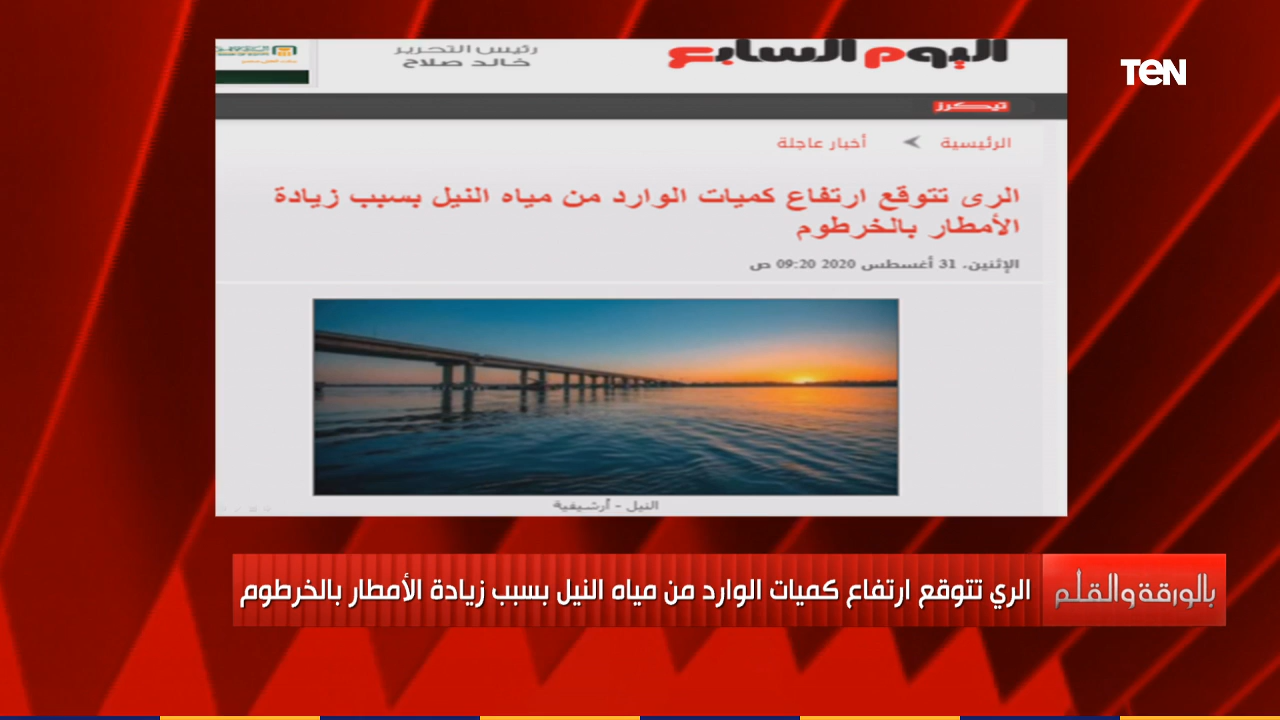 TeN
اليوم السابع
رئيس التحرير
خالد صلاح
تيكرز
الرئيسية
أخبار عاجلة
الرى تتوقع ارتفاع كميات الوارد من مياه النيل بسبب زيادة
الأمطار بالخرطوم
الإثنين، 31 أغسطس 2020 09:20 ص
النيل - أرشيفية
بالورقة والقلم
الري تتوقع ارتفاع كميات الوارد من مياه النيل بسبب زيادة الأمطار بالخرطوم